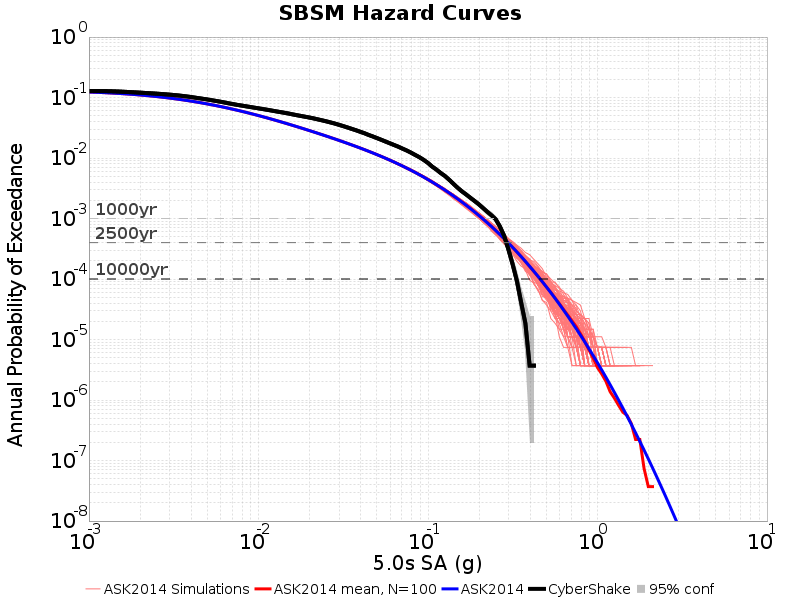 SBSM Hazard Curves
Annual Probability of Exceedance
10^0
10^-1
10^-2
10^-3
10^-4
10^-5
10^-6
10^-7
10^-8
1000yr
2500yr
10000yr
10^-3 10^-2 10^-1 10^0 10^1
5.0s SA (g)
ASK2014 Simulations ASK2014 mean, N=100 ASK2014 CyberShake 95% conf